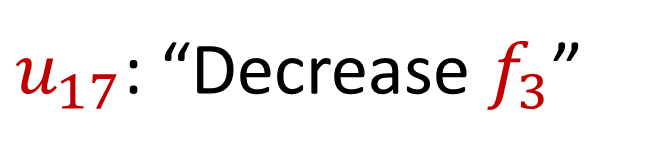 u₁₇: “Decrease f₃”